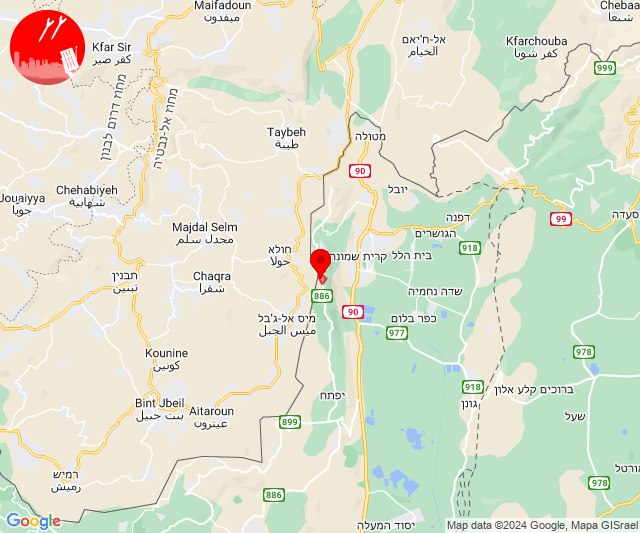 Maifadoun
מיפדון
ميفدون
אל-ח'יאם
الخيام
Kfarchouba
كفر شوبا
Chebaa
شبعا
Kfar Sir
كفر صير
999
מחוז דרום לבנון
מחוז אל-נבטיה
Taybeh
طيبة
מטולה
90
Chehabiyeh
شهابية
Jouaiyya
جويا
יובל
99
סעדה
Majdal Selm
مجدل سلم
דפנה
הגושרים
918
חולא
حولا
קרית שמונה
בית הלל
תבנין
تبنين
Chaqra
شقرا
886
שדה נחמיה
90
מיס אל-ג'בל
ميس الجبل
כפר בלום
977
Kounine
كونين
978
918
גונן
ברוכים קלע אלון
יפתח
Bint Jbeil
بنت جبيل
Aitaroun
عيترون
899
שעל
רמיש
رميش
886
978
מורטל
יסוד המעלה
Google
Map data ©2024 Google, Mapa GISrael